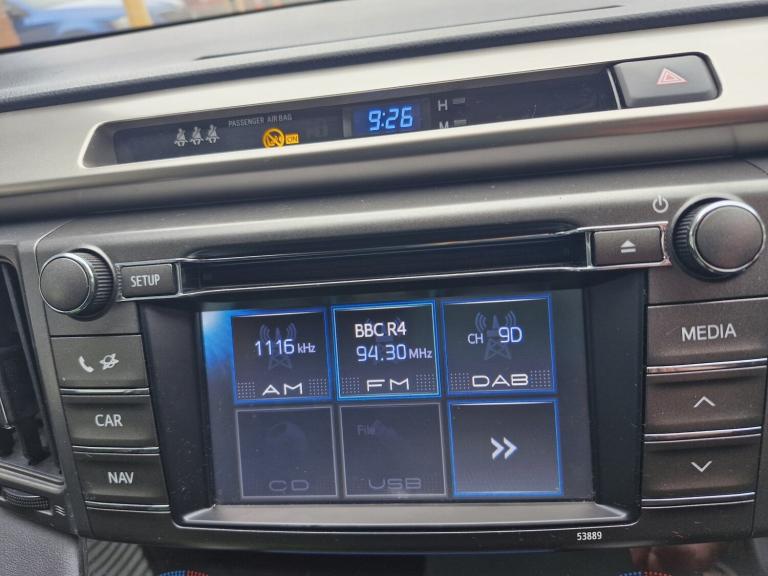 PASSENGER AIR BAG
ON
9:26
H
M
SETUP
MEDIA
CAR
NAV
1116 kHz
AM
BBC R4
94.30 MHz
FM
CH 9D
DAB
CD
File
USB
53889